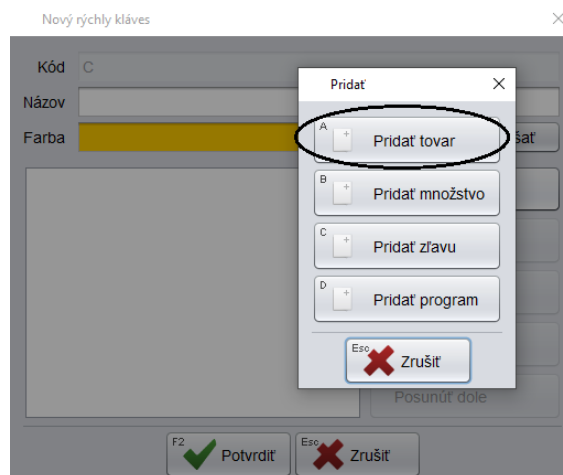 Nový rýchly kláves
Kód C
Pridať
Názov
Farba
šať
A Pridať tovar
B Pridať množstvo
C Pridať zľavu
D Pridať program
Esc Zrušiť
Posunúť dole
F2 Potvrdiť
Esc Zrušiť